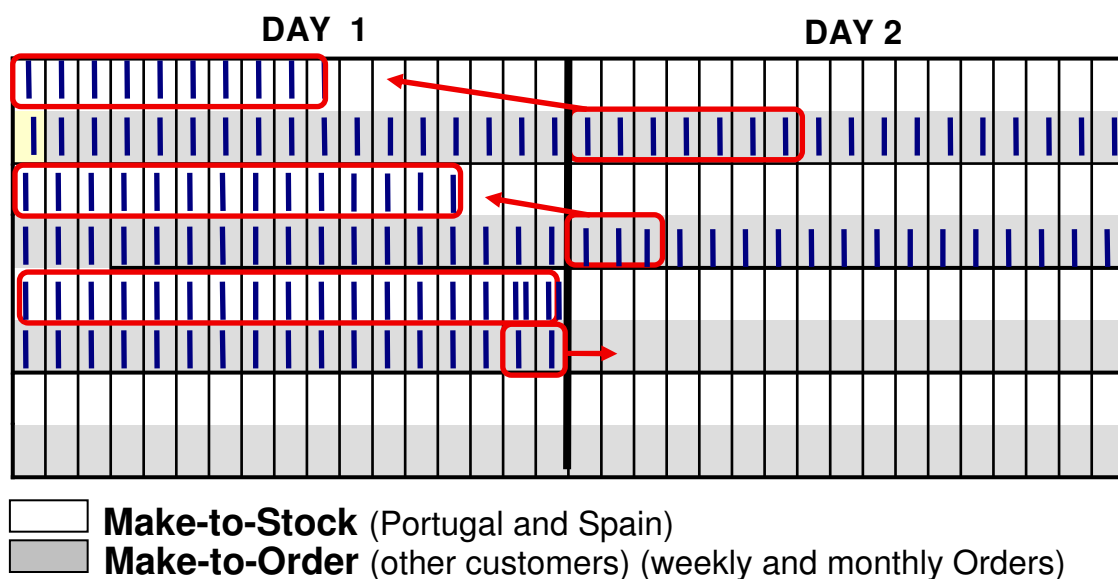 DAY 1
DAY 2
Make-to-Stock (Portugal and Spain)
Make-to-Order (other customers) (weekly and monthly Orders)